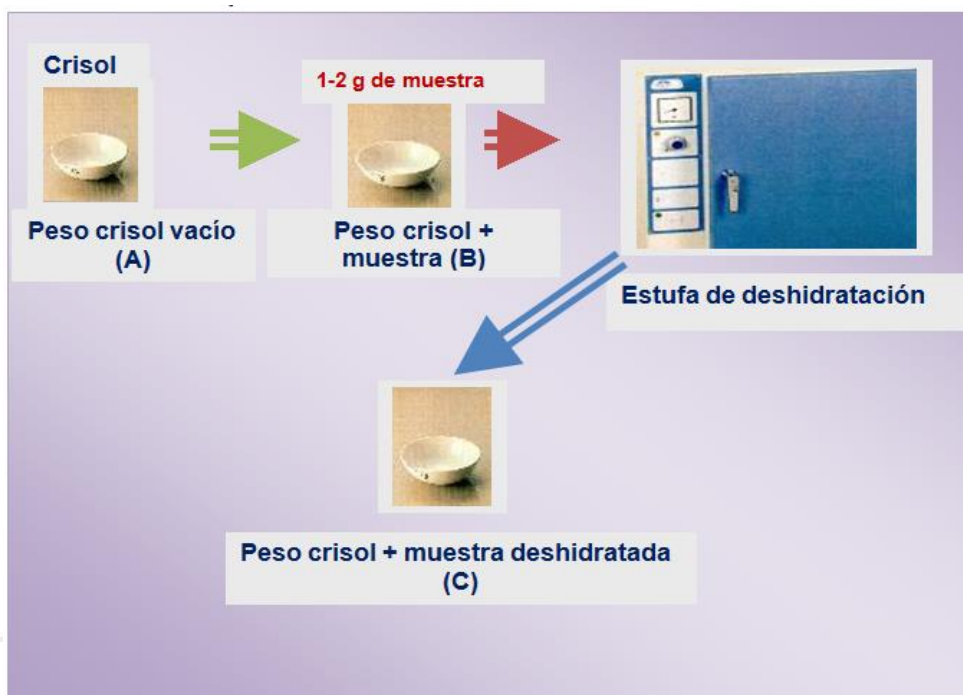 Crisol
1-2 g de muestra
Peso crisol vacío
(A)
Peso crisol +
muestra (B)
Estufa de deshidratación
Peso crisol + muestra deshidratada
(C)